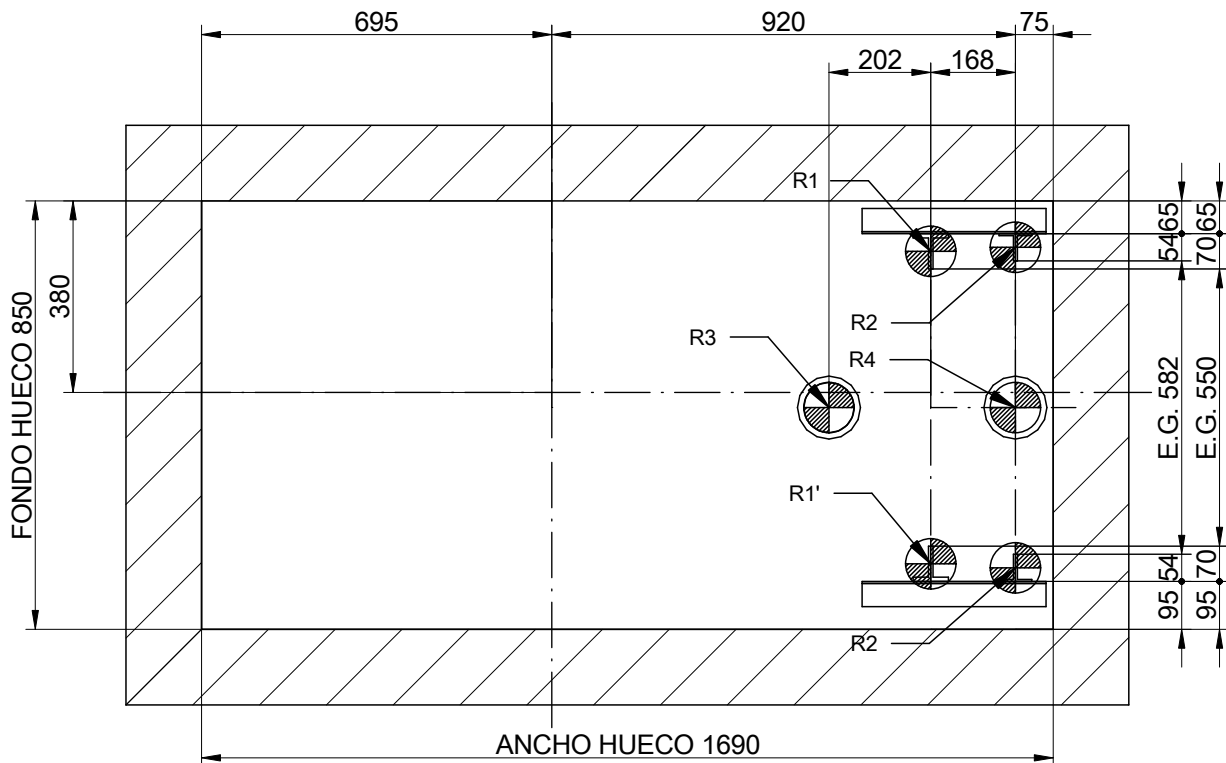 695
920
75
202
168
R1
65
65
54
70
380
FONDO HUECO 850
R2
R3
R4
E.G. 582
E.G. 550
R1'
54
70
95
95
R2
ANCHO HUECO 1690